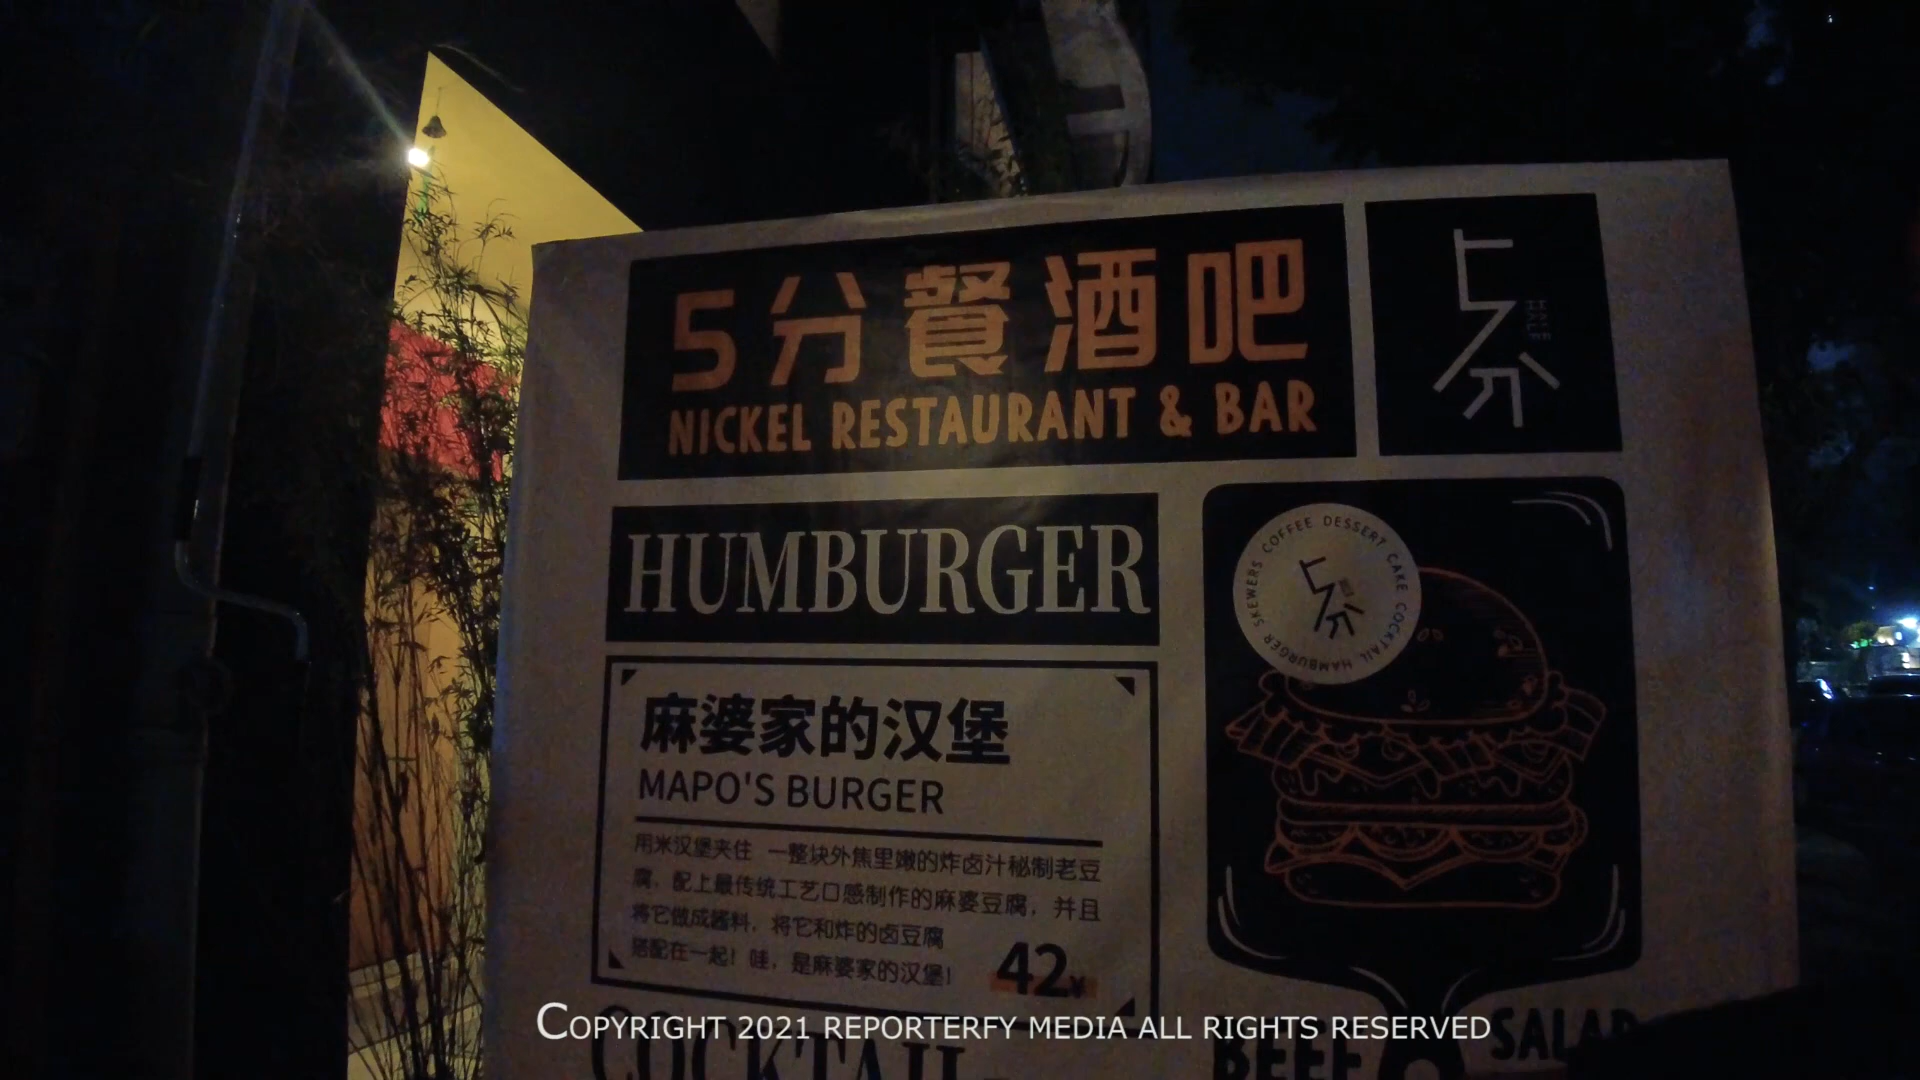 5分餐酒吧
NICKEL RESTAURANT & BAR
5分
HALF
HUMBURGER
COFFEE DESSERT CAKE COCKTAIL HAMBURGER SKEWERS
5分
麻婆家的汉堡
MAPO'S BURGER
用米汉堡夹住 一整块外焦里嫩的炸卤汁秘制老豆
腐，配上最传统工艺口感制作的麻婆豆腐，并且
将它做成酱料，将它和炸的卤豆腐
搭配在一起！哇，是麻婆家的汉堡！
42¥
COCKTAIL
BEEF
SALAD
COPYRIGHT 2021 REPORTERFY MEDIA ALL RIGHTS RESERVED